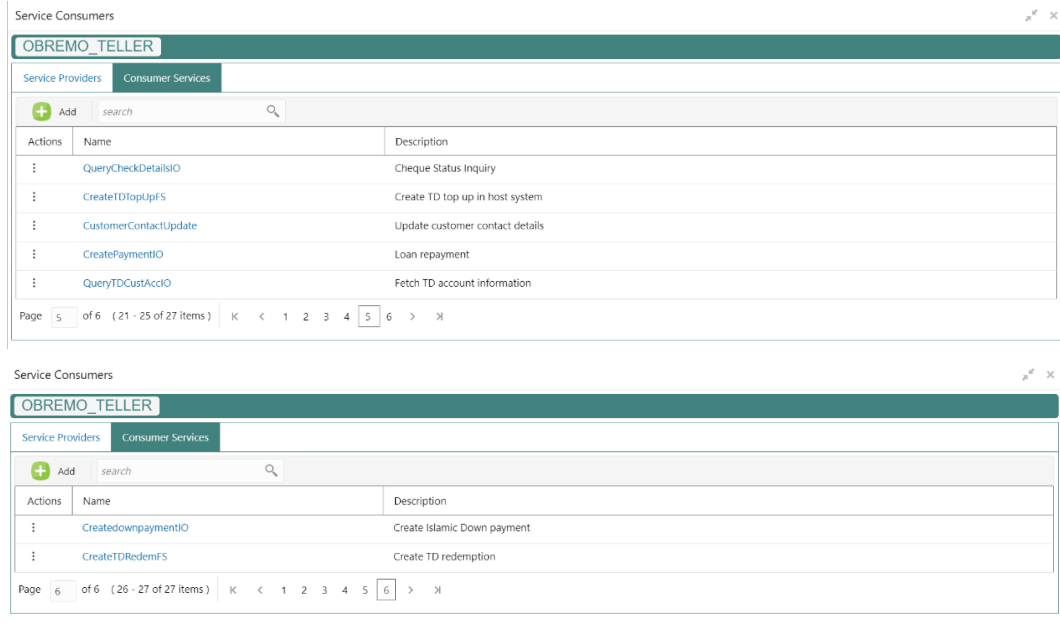 Service Consumers
OBREMO_TELLER
Service Providers Consumer Services
Add search
Actions Name Description
QueryCheckDetailsIO Cheque Status Inquiry
CreateTDTopUpFS Create TD top up in host system
CustomerContactUpdate Update customer contact details
CreatePaymentIO Loan repayment
QueryTDCustAccIO Fetch TD account information
Page 5 of 6 ( 21 - 25 of 27 items ) 1 2 3 4 5 6
Service Consumers
OBREMO_TELLER
Service Providers Consumer Services
Add search
Actions Name Description
CreatedownpaymentIO Create Islamic Down payment
CreateTDRedemFS Create TD redemption
Page 6 of 6 ( 26 - 27 of 27 items ) 1 2 3 4 5 6